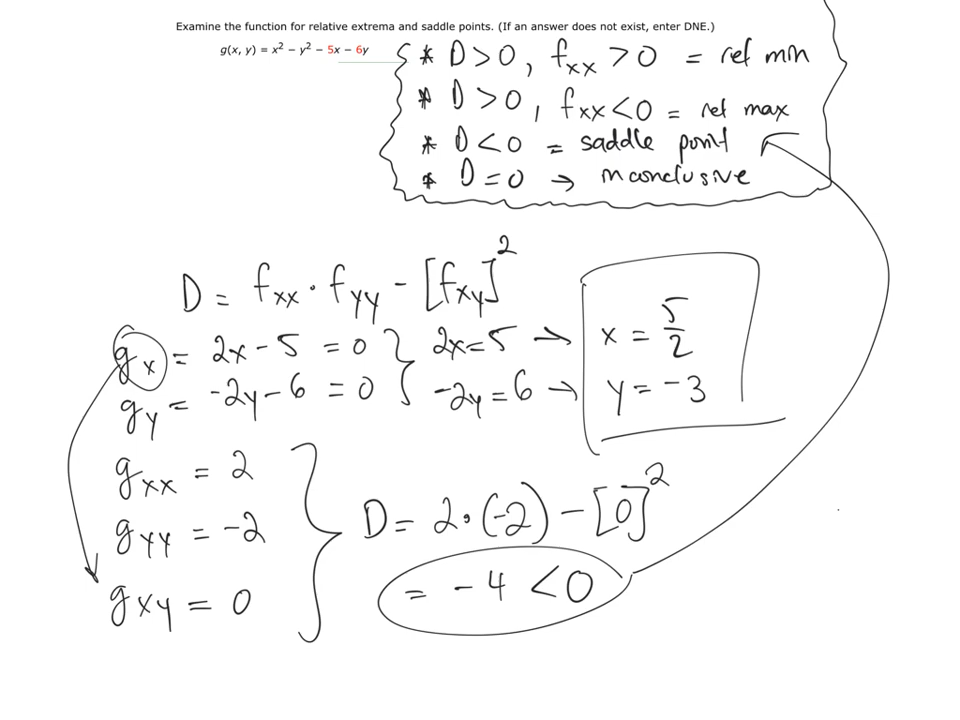 Examine the function for relative extrema and saddle points. (If an answer does not exist, enter DNE.)
g(x, y) = x² − y² − 5x − 6y
* D>0, fxx >0 = rel min
* D>0, fxx<0 = rel max
* D<0 = saddle point
* D=0 → inconclusive
D = fxx · fyy - [fxy]²
gx = 2x-5 = 0 } 2x=5 → x = 5/2
gy = -2y-6 = 0 } -2y=6 → y = -3
gxx = 2
gyy = -2
gxy = 0
D = 2·(-2) - [0]²
= -4 <0